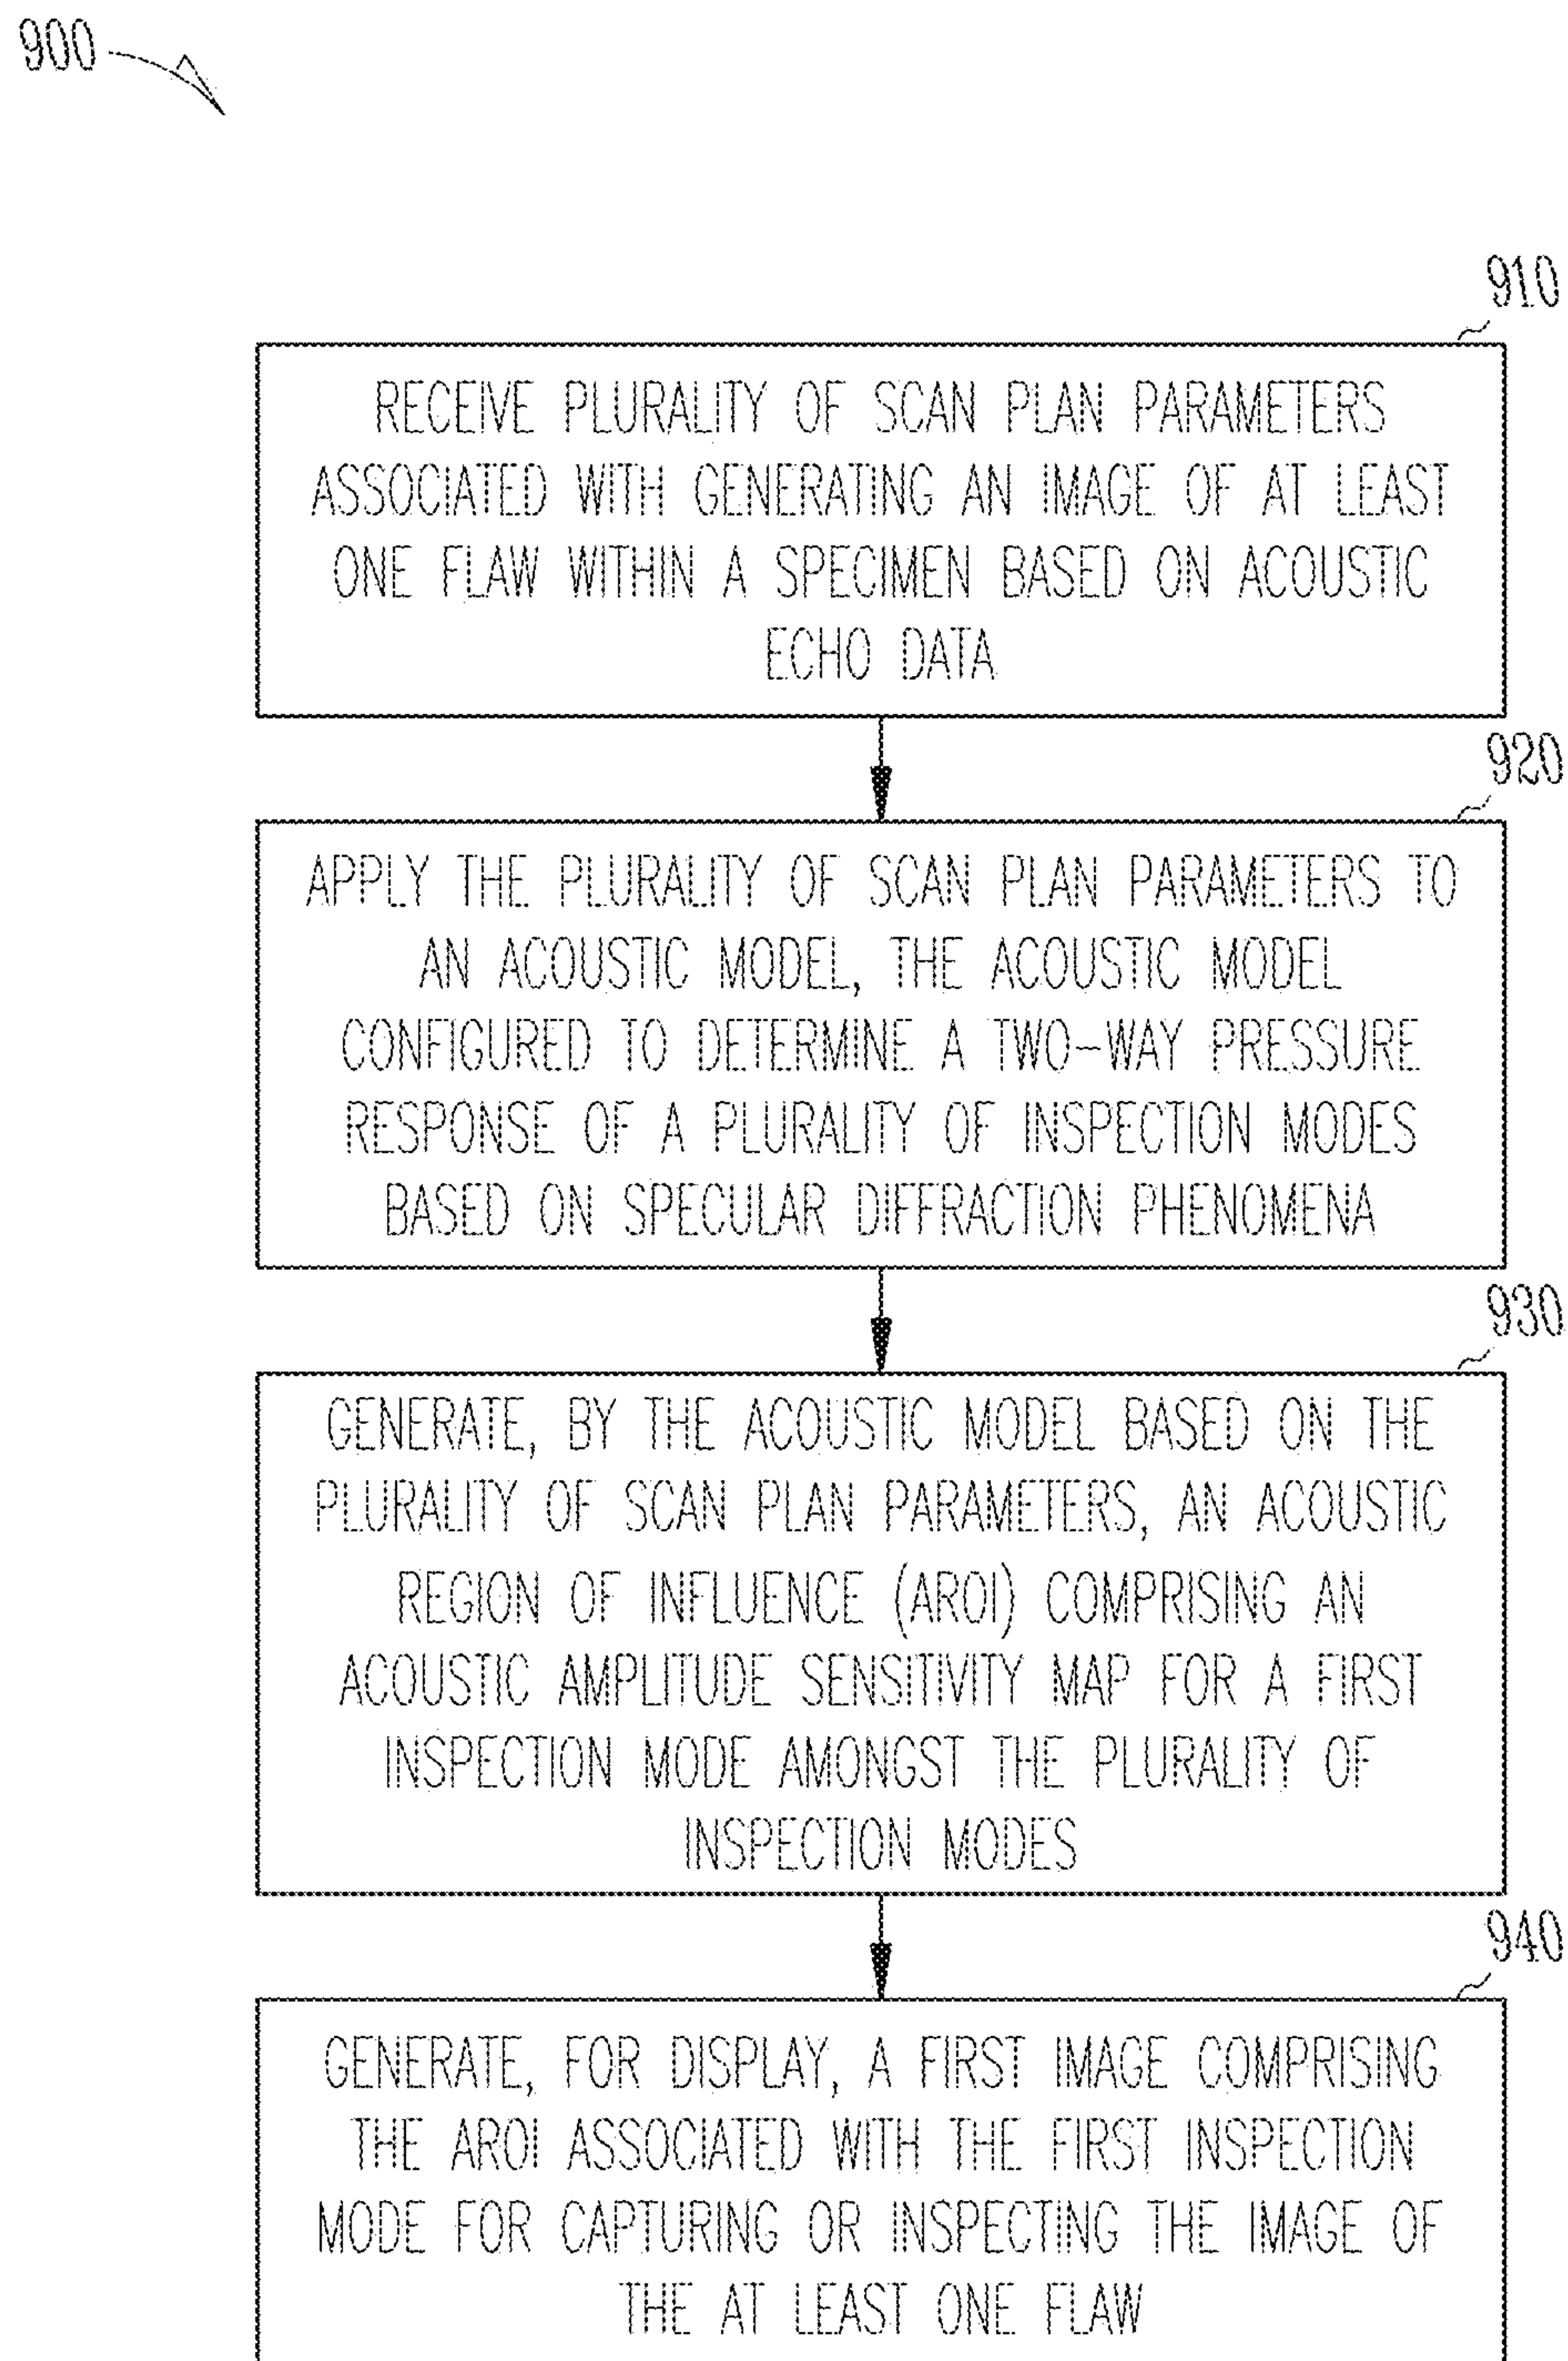 900
910
RECEIVE PLURALITY OF SCAN PLAN PARAMETERS
ASSOCIATED WITH GENERATING AN IMAGE OF AT LEAST
ONE FLAW WITHIN A SPECIMEN BASED ON ACOUSTIC
ECHO DATA
920
APPLY THE PLURALITY OF SCAN PLAN PARAMETERS TO
AN ACOUSTIC MODEL, THE ACOUSTIC MODEL
CONFIGURED TO DETERMINE A TWO-WAY PRESSURE
RESPONSE OF A PLURALITY OF INSPECTION MODES
BASED ON SPECULAR DIFFRACTION PHENOMENA
930
GENERATE, BY THE ACOUSTIC MODEL BASED ON THE
PLURALITY OF SCAN PLAN PARAMETERS, AN ACOUSTIC
REGION OF INFLUENCE (AROI) COMPRISING AN
ACOUSTIC AMPLITUDE SENSITIVITY MAP FOR A FIRST
INSPECTION MODE AMONGST THE PLURALITY OF
INSPECTION MODES
940
GENERATE, FOR DISPLAY, A FIRST IMAGE COMPRISING
THE AROI ASSOCIATED WITH THE FIRST INSPECTION
MODE FOR CAPTURING OR INSPECTING THE IMAGE OF
THE AT LEAST ONE FLAW